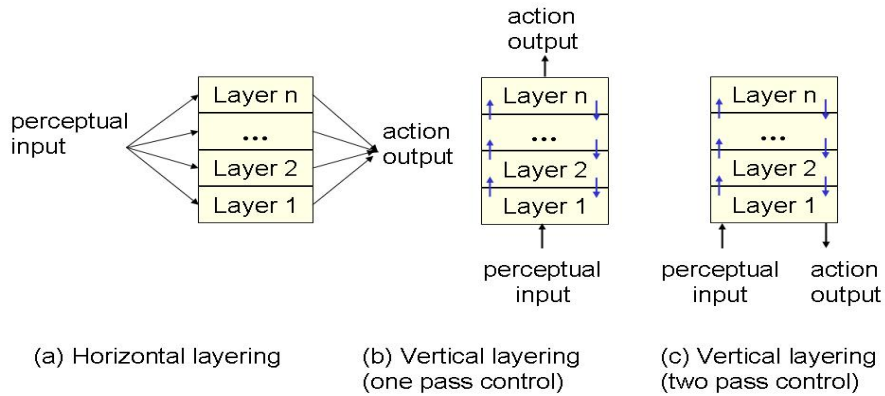 perceptual
input
Layer n
...
Layer 2
Layer 1
action
output
action
output
Layer n
...
Layer 2
Layer 1
perceptual
input
Layer n
...
Layer 2
Layer 1
perceptual
input
action
output
(a) Horizontal layering
(b) Vertical layering
(one pass control)
(c) Vertical layering
(two pass control)